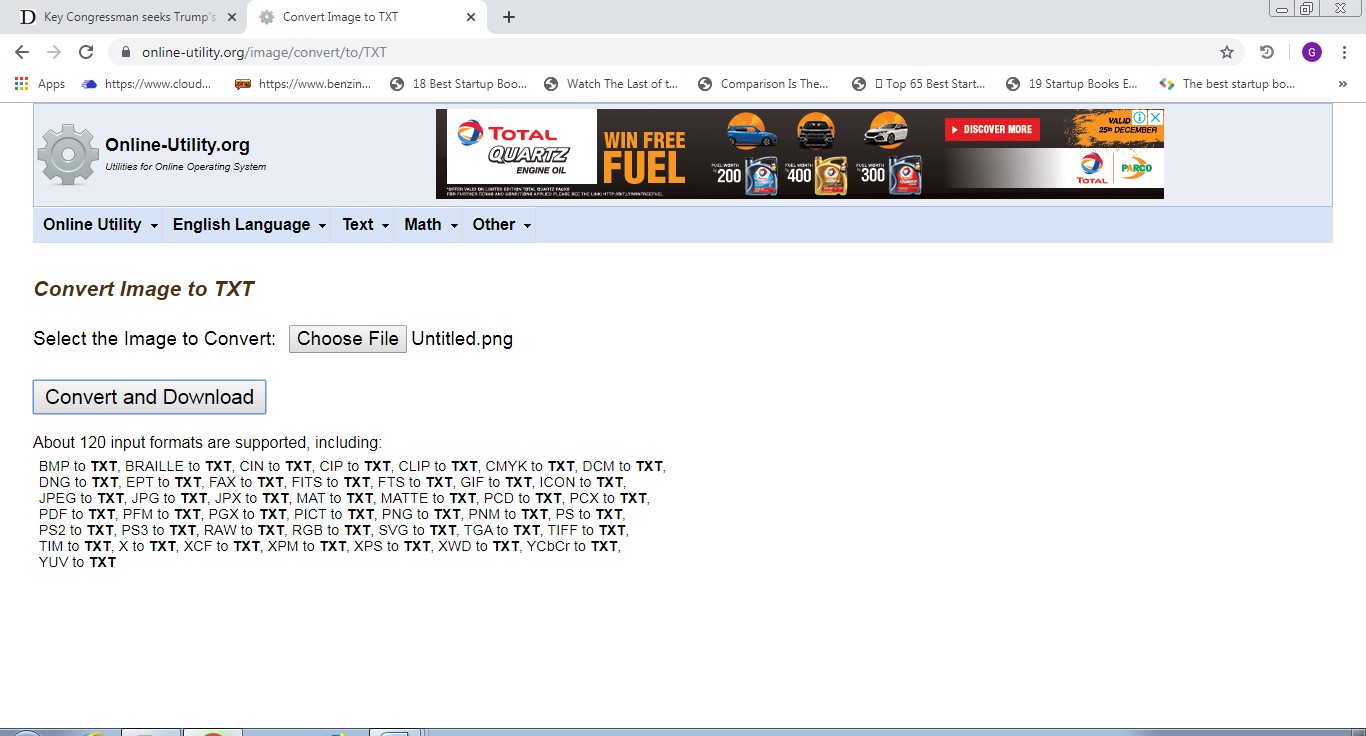 D Key Congressman seeks Trump's
Convert Image to TXT
online-utility.org/image/convert/to/TXT
G
Apps https://www.cloud... https://www.benzin... 18 Best Startup Boo... Watch The Last of t... Comparison Is The... Top 65 Best Start... 19 Startup Books E... The best startup bo... »
Online-Utility.org
Utilities for Online Operating System
TOTAL
QUARTZ
ENGINE OIL
*OFFER VALID ON LIMITED EDITION TOTAL QUARTZ PACKS
WIN FREE
FUEL
FUEL WORTH
200
FUEL WORTH
400
FUEL WORTH
300
DISCOVER MORE
VALID
25th DECEMBER
TOTAL
PARCO
Online Utility English Language Text Math Other
Convert Image to TXT
Select the Image to Convert: Choose File Untitled.png
Convert and Download
About 120 input formats are supported, including:
BMP to TXT, BRAILLE to TXT, CIN to TXT, CIP to TXT, CLIP to TXT, CMYK to TXT, DCM to TXT,
DNG to TXT, EPT to TXT, FAX to TXT, FITS to TXT, FTS to TXT, GIF to TXT, ICON to TXT,
JPEG to TXT, JPG to TXT, JPX to TXT, MAT to TXT, MATTE to TXT, PCD to TXT, PCX to TXT,
PDF to TXT, PFM to TXT, PGX to TXT, PICT to TXT, PNG to TXT, PNM to TXT, PS to TXT,
PS2 to TXT, PS3 to TXT, RAW to TXT, RGB to TXT, SVG to TXT, TGA to TXT, TIFF to TXT,
TIM to TXT, X to TXT, XCF to TXT, XPM to TXT, XPS to TXT, XWD to TXT, YCbCr to TXT,
YUV to TXT